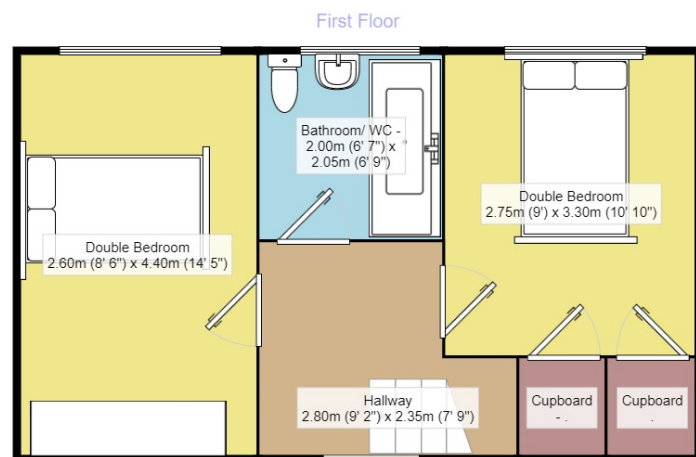 First Floor
Bathroom/ WC -
2.00m (6' 7") x
2.05m (6' 9")
Double Bedroom
2.75m (9') x 3.30m (10' 10")
Double Bedroom
2.60m (8' 6") x 4.40m (14' 5")
Hallway
2.80m (9' 2") x 2.35m (7' 9")
Cupboard
- .
Cupboard
.